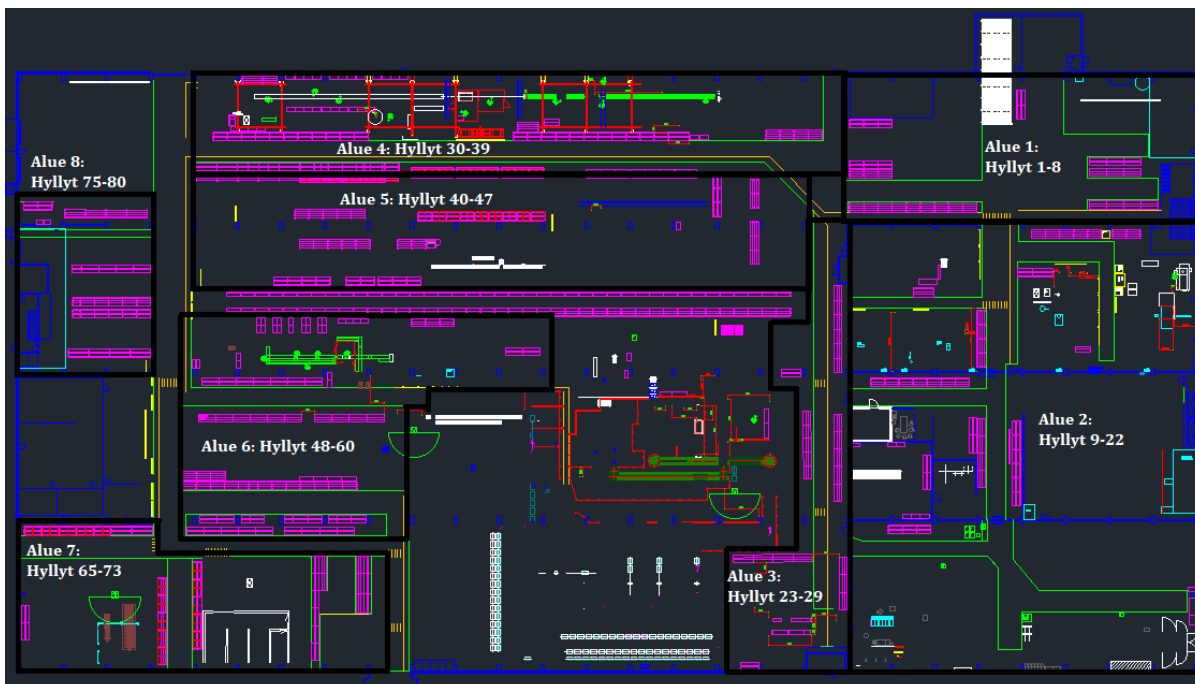 Alue 4: Hyllyt 30-39
Alue 1:
Hyllyt 1-8
Alue 8:
Hyllyt 75-80
Alue 5: Hyllyt 40-47
Alue 2:
Hyllyt 9-22
Alue 6: Hyllyt 48-60
Alue 7:
Hyllyt 65-73
Alue 3:
Hyllyt 23-29